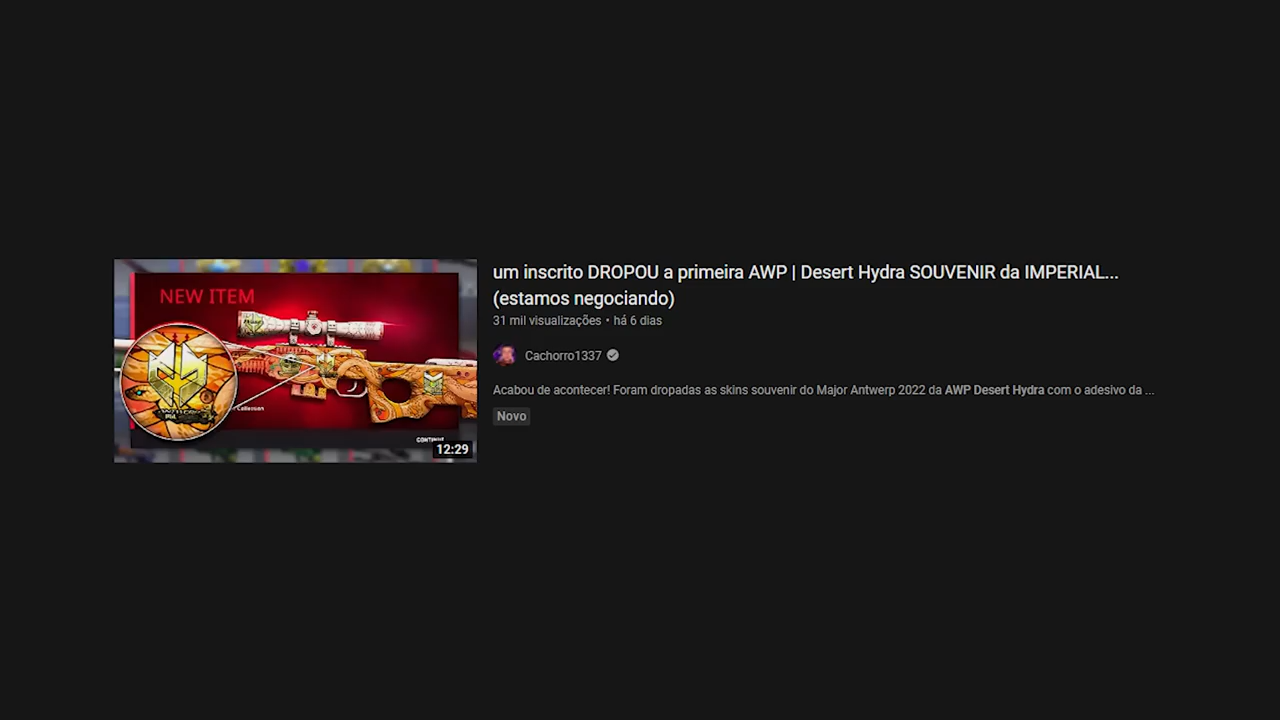 NEW ITEM
CONTINUE
12:29
um inscrito DROPOU a primeira AWP | Desert Hydra SOUVENIR da IMPERIAL...
(estamos negociando)
31 mil visualizações • há 6 dias
Cachorro1337
Acabou de acontecer! Foram dropadas as skins souvenir do Major Antwerp 2022 da AWP Desert Hydra com o adesivo da ...
Novo